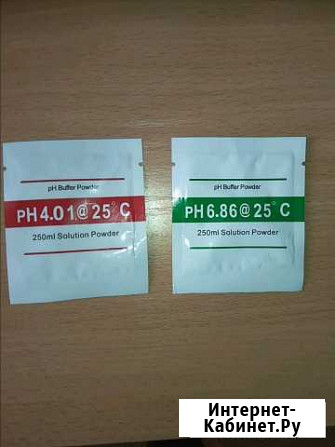 pH Buffer Powder
PH4.01@25°C
250ml Solution Powder
pH Buffer Powder
PH6.86@25°C
250ml Solution Powder
Интернет-
Кабинет.Ру